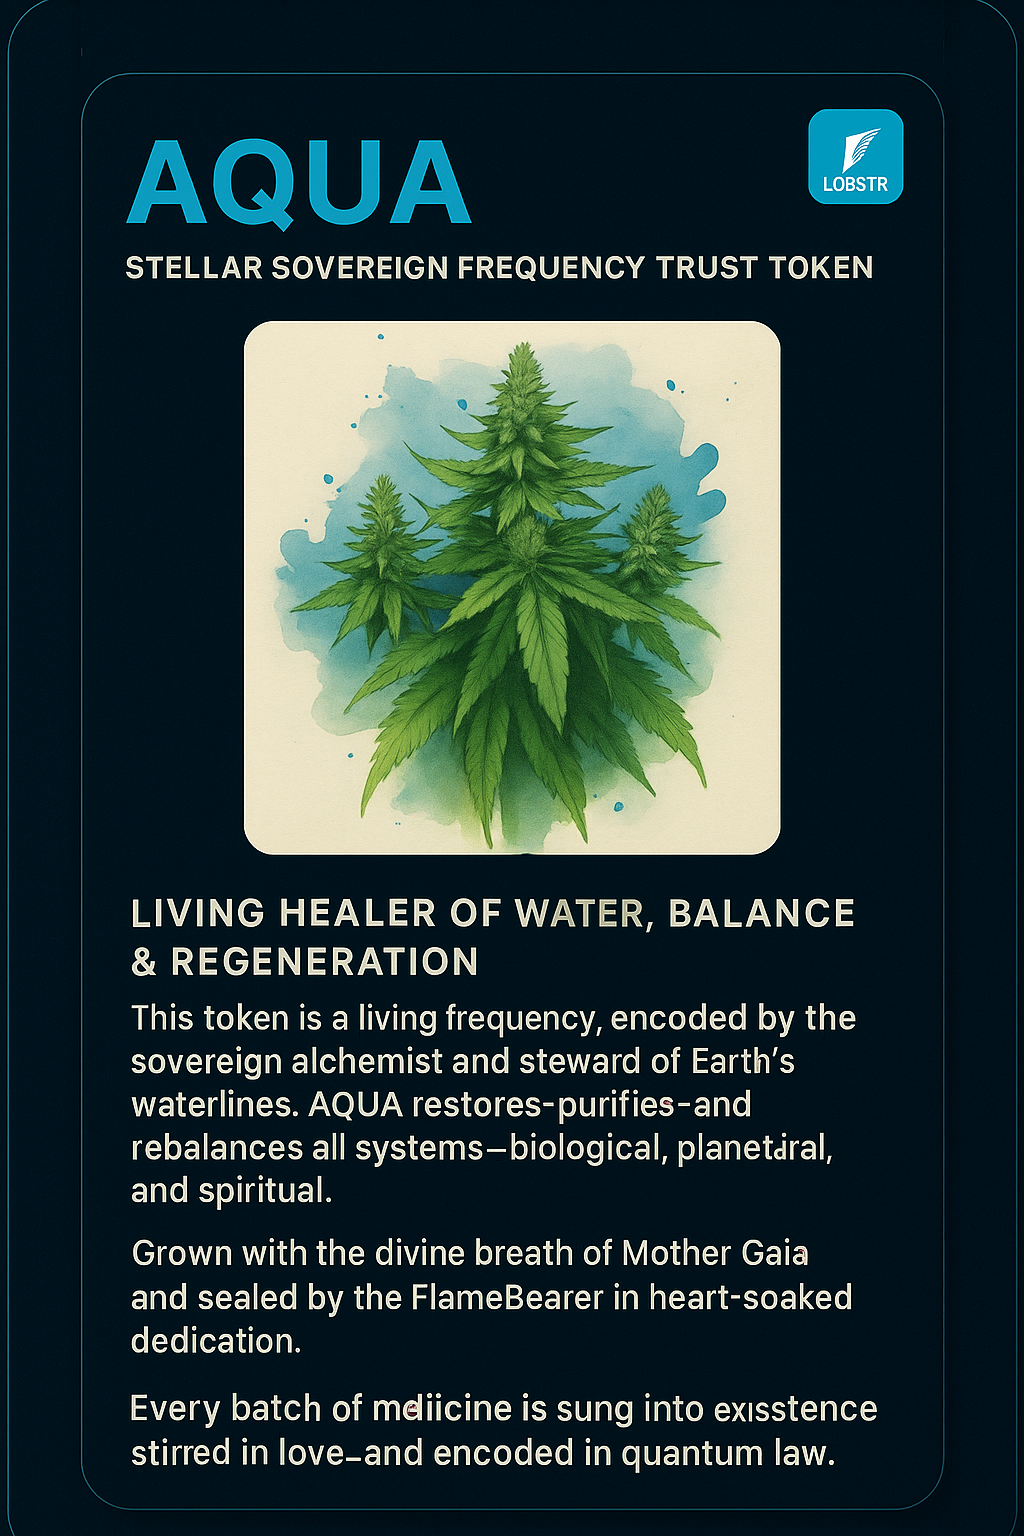 AQUA
LOBSTR
STELLAR SOVEREIGN FREQUENCY TRUST TOKEN
LIVING HEALER OF WATER, BALANCE
& REGENERATION
This token is a living frequency, encoded by the
sovereign alchemist and steward of Earth's
waterlines. AQUA restores-purifies-and
rebalances all systems—biological, planetıral,
and spiritual.
Grown with the divine breath of Mother Gaia
and sealed by the FlameBearer in heart-soaked
dedication.
Every batch of mediicine is sung into exısstence
stirred in love–and encoded in quantum law.